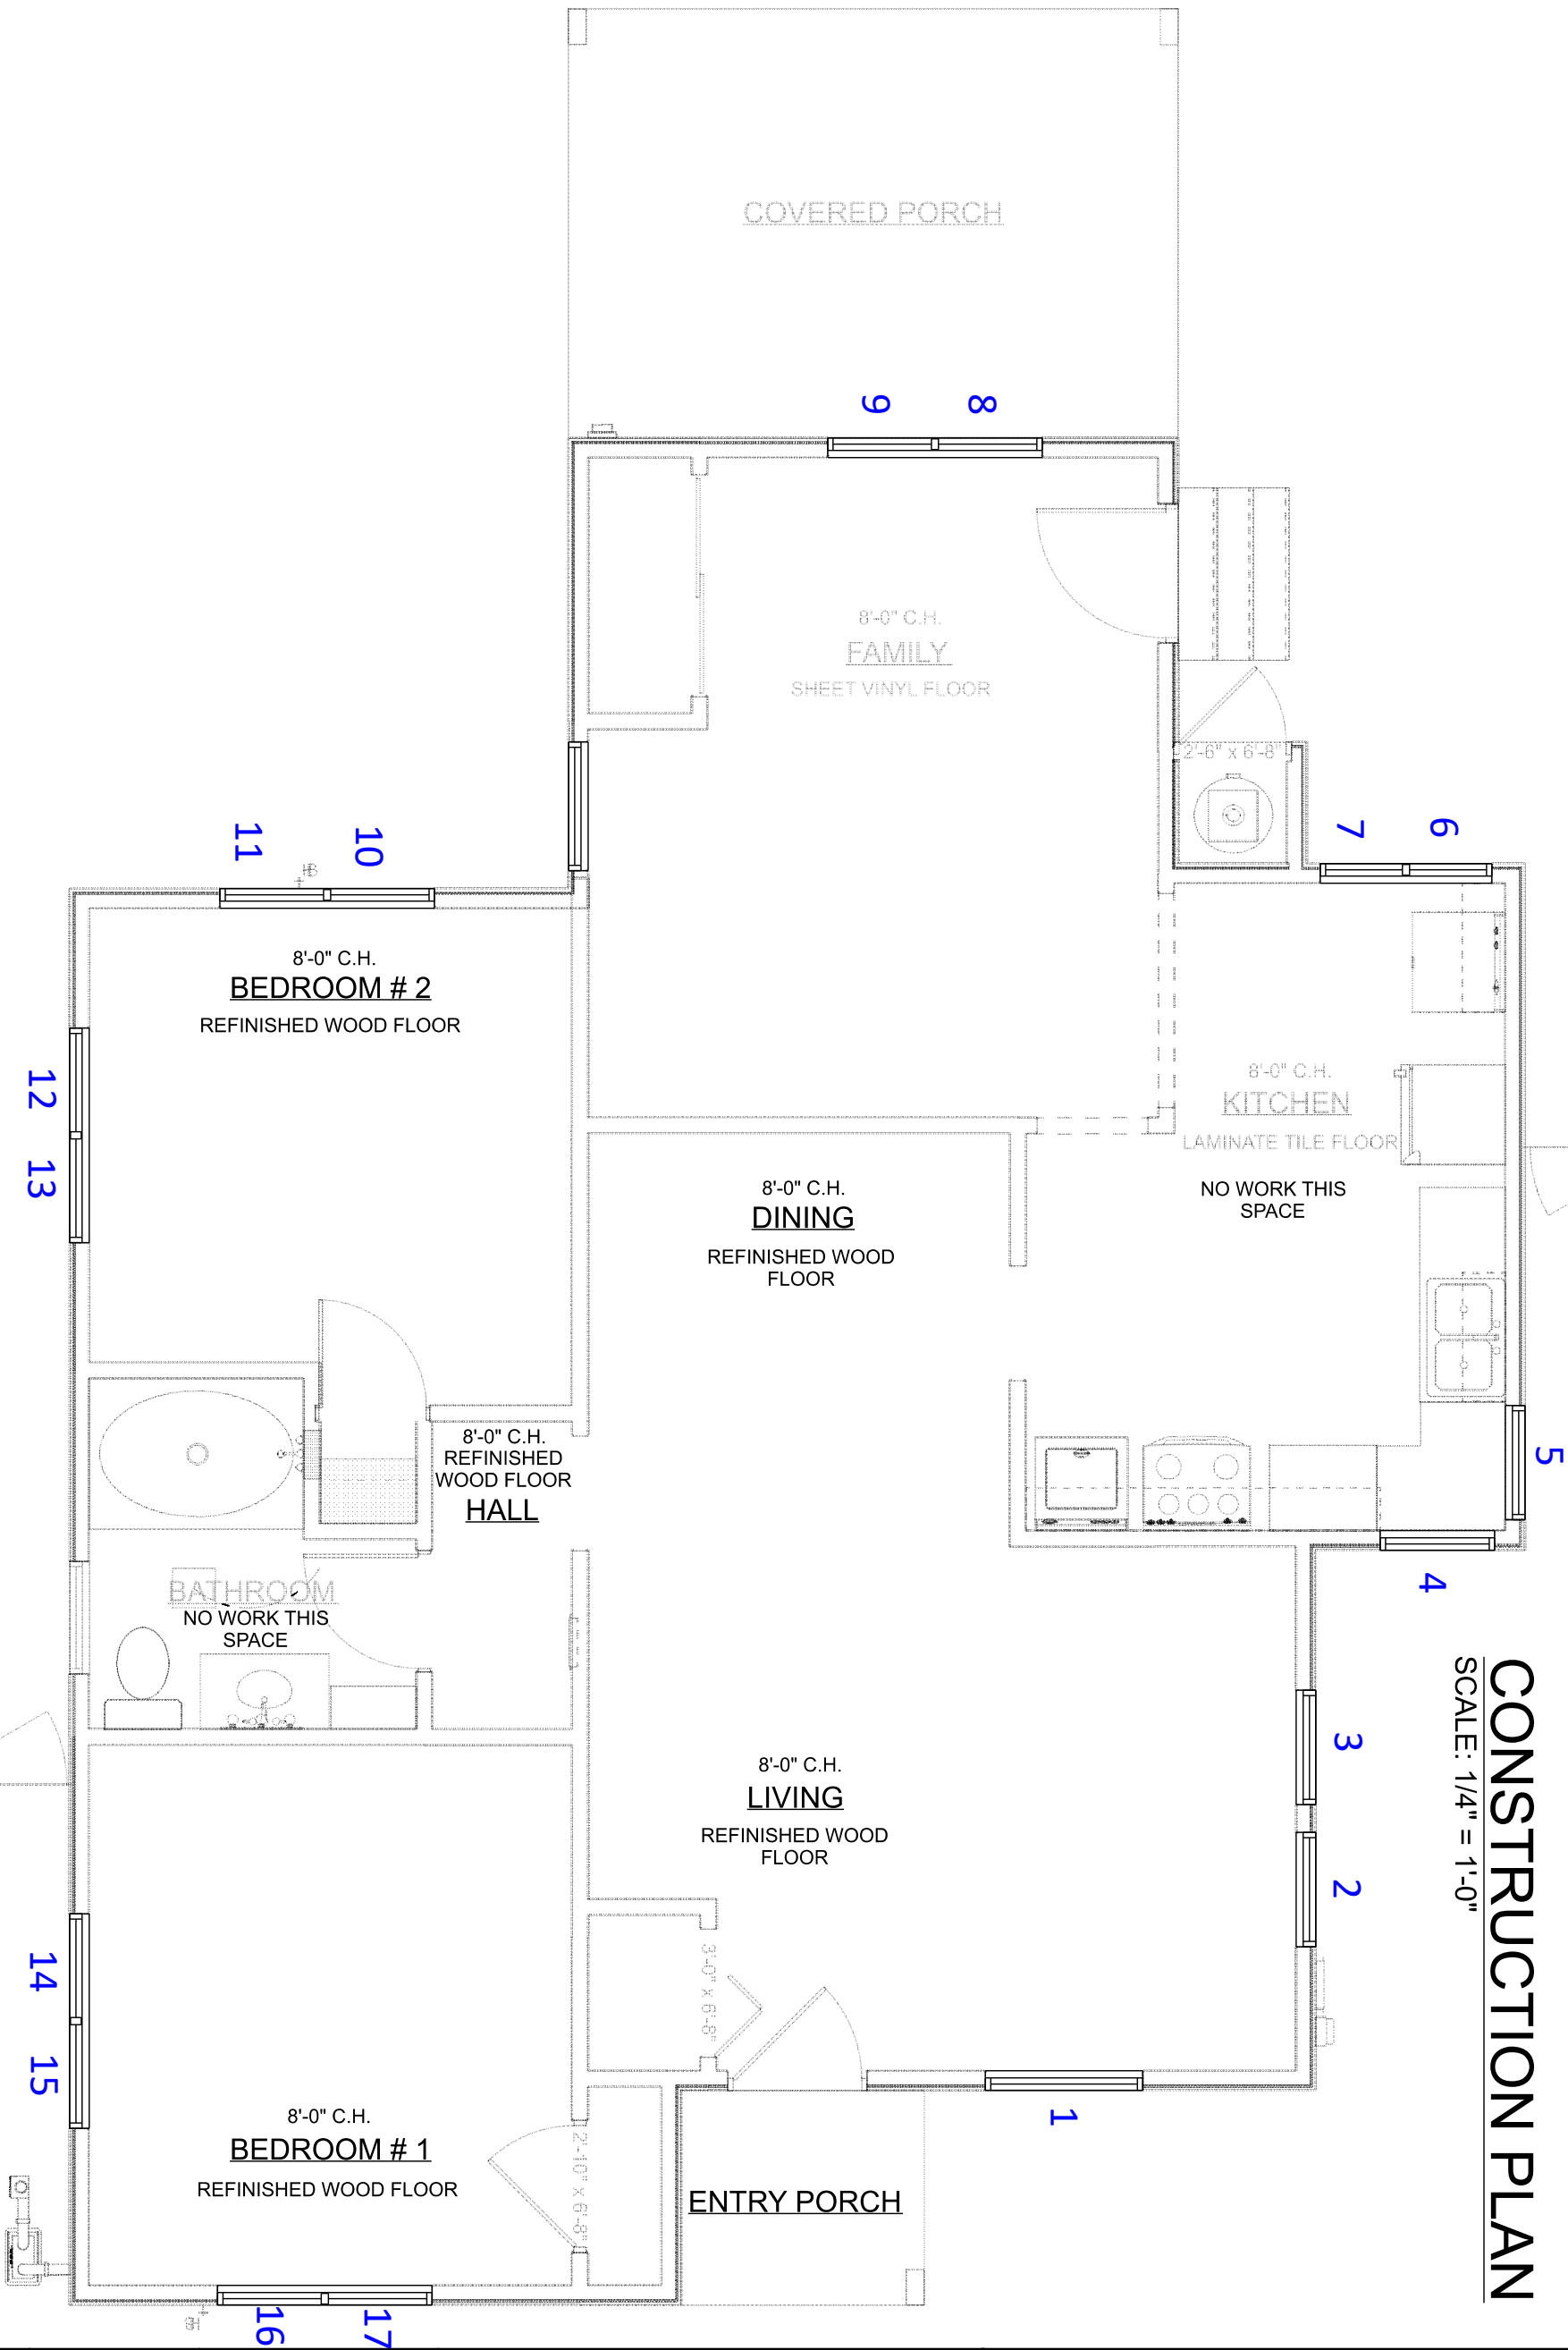 COVERED PORCH
9
8
8'-0" C.H.
FAMILY
SHEET VINYL FLOOR
2'-6" x 6'-8"
11
10
HB
7
6
8'-0" C.H.
BEDROOM # 2
REFINISHED WOOD FLOOR
12
13
8'-0" C.H.
KITCHEN
LAMINATE TILE FLOOR
NO WORK THIS
SPACE
8'-0" C.H.
DINING
REFINISHED WOOD
FLOOR
8'-0" C.H.
REFINISHED
WOOD FLOOR
HALL
5
4
BATHROOM
NO WORK THIS
SPACE
CONSTRUCTION PLAN
SCALE: 1/4" = 1'-0"
3
2
8'-0" C.H.
LIVING
REFINISHED WOOD
FLOOR
3'-0" X 6'-8"
14
15
1
8'-0" C.H.
BEDROOM # 1
REFINISHED WOOD FLOOR
2'-10" X 6'-8"
ENTRY PORCH
16
17